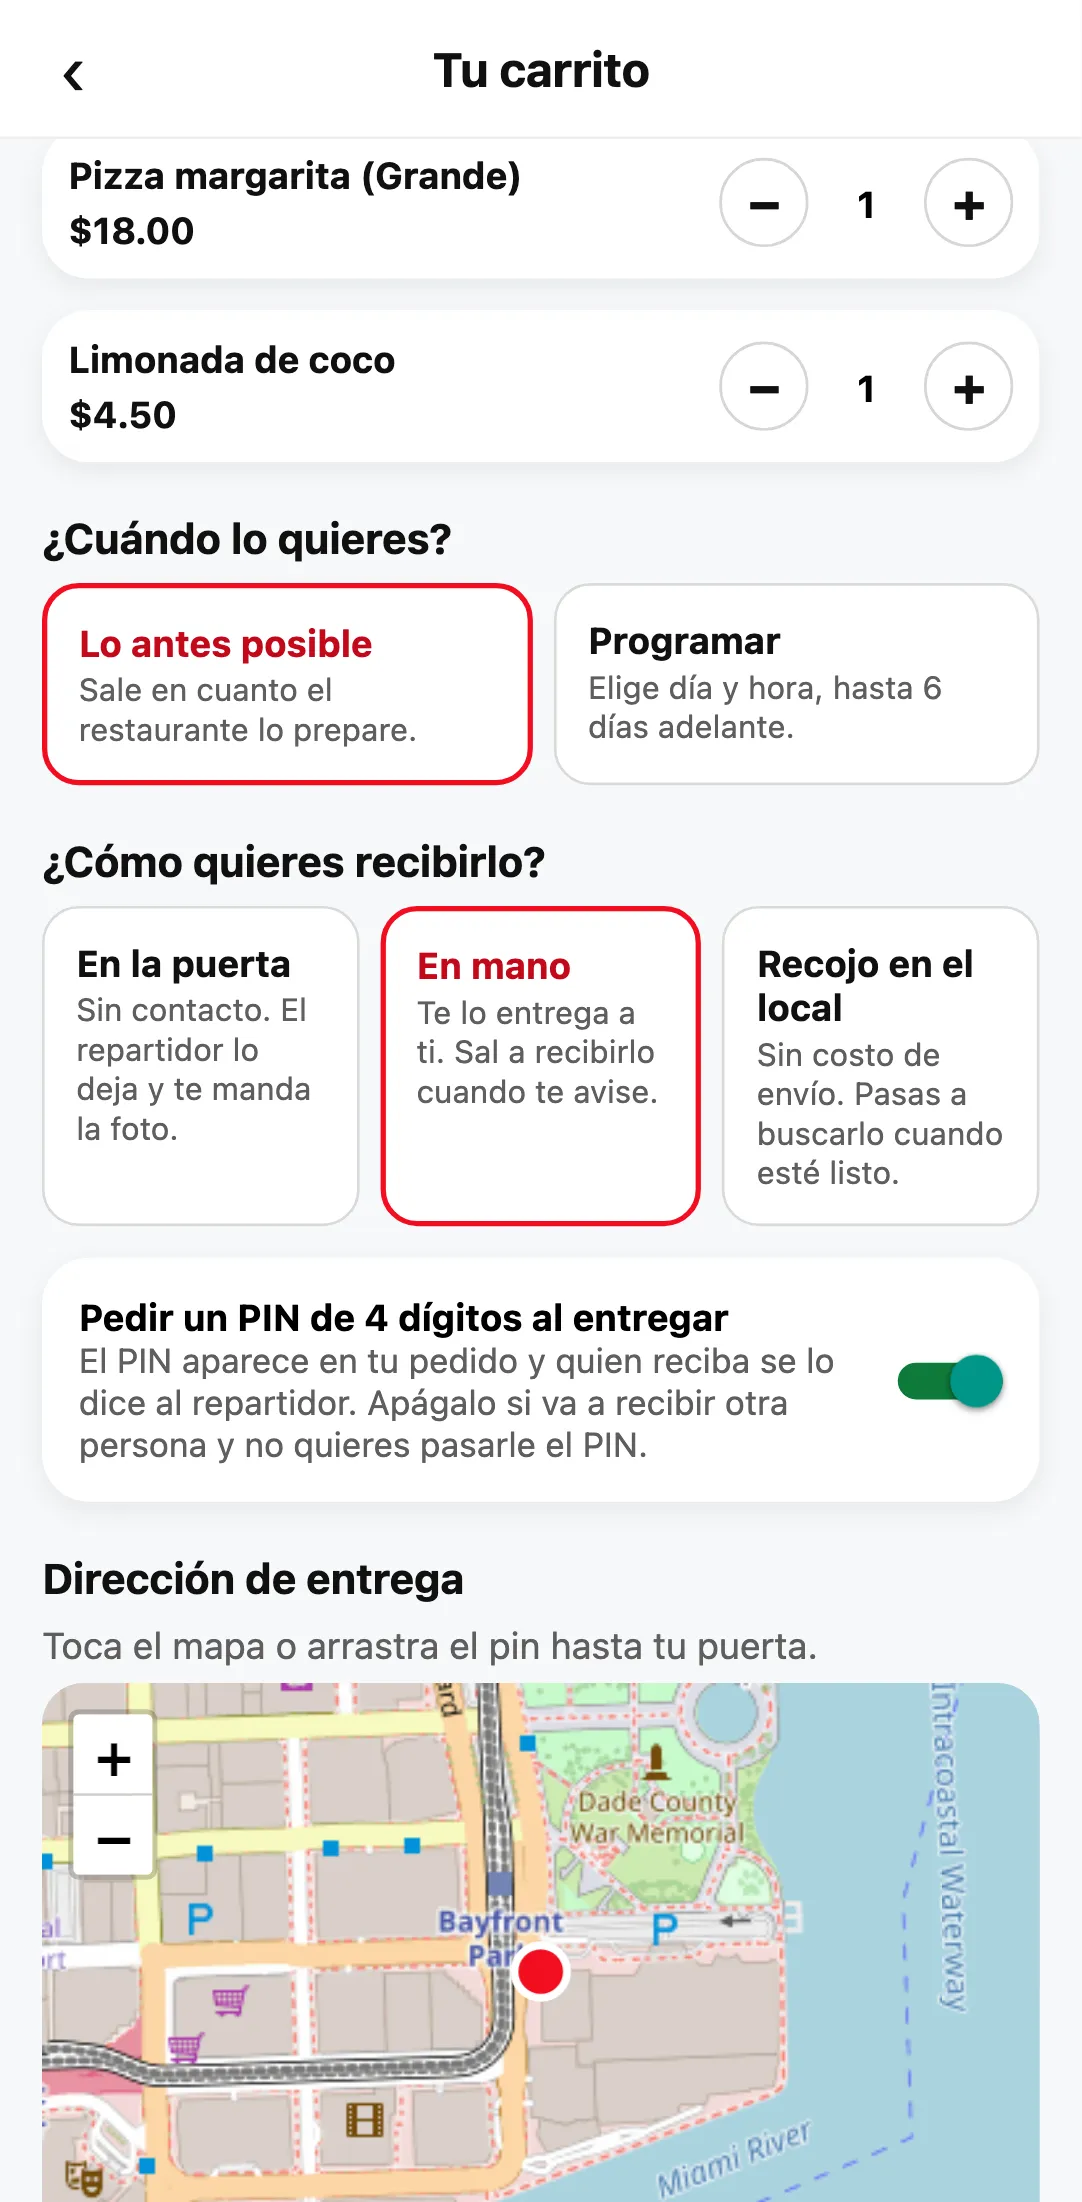 Tu carrito
Pizza margarita (Grande)
$18.00
1
Limonada de coco
$4.50
1
¿Cuándo lo quieres?
Lo antes posible
Sale en cuanto el
restaurante lo prepare.
Programar
Elige día y hora, hasta 6
días adelante.
¿Cómo quieres recibirlo?
En la puerta
Sin contacto. El
repartidor lo
deja y te manda
la foto.
En mano
Te lo entrega a
ti. Sal a recibirlo
cuando te avise.
Recojo en el
local
Sin costo de
envío. Pasas a
buscarlo cuando
esté listo.
Pedir un PIN de 4 dígitos al entregar
El PIN aparece en tu pedido y quien reciba se lo
dice al repartidor. Apágalo si va a recibir otra
persona y no quieres pasarle el PIN.
Dirección de entrega
Toca el mapa o arrastra el pin hasta tu puerta.
+
−
Dade County
War Memorial
Intracoastal Waterway
P
Bayfront
P
Miami River